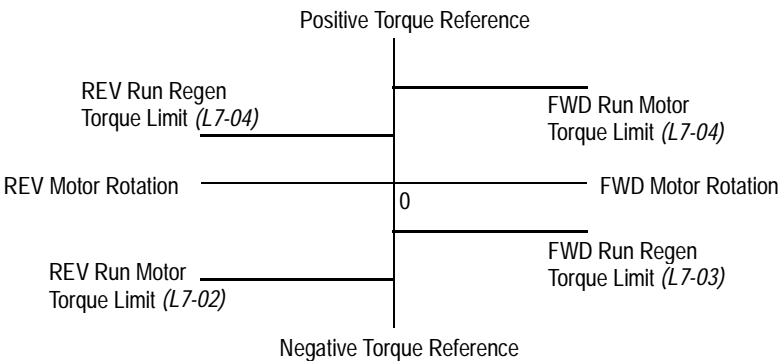 Positive Torque Reference
REV Run Regen
Torque Limit (L7-04)
FWD Run Motor
Torque Limit (L7-04)
REV Motor Rotation
0
FWD Motor Rotation
REV Run Motor
Torque Limit (L7-02)
FWD Run Regen
Torque Limit (L7-03)
Negative Torque Reference